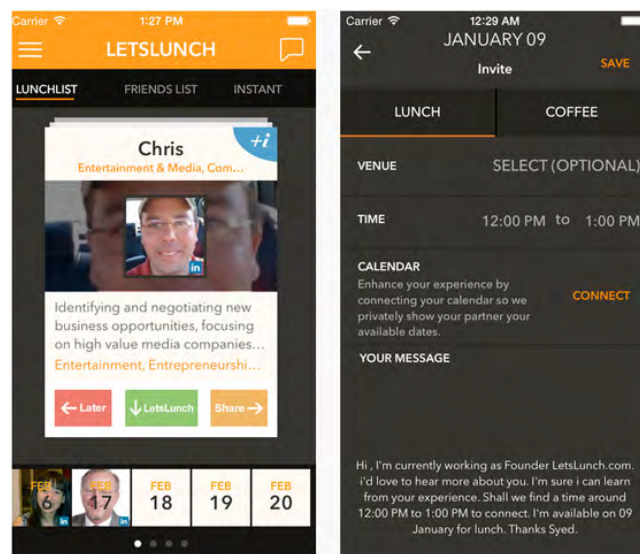 Carrier 1:27 PM
LETSLUNCH
LUNCHLIST FRIENDS LIST INSTANT
+i
Chris
Entertainment & Media, Com...
in
Identifying and negotiating new
business opportunities, focusing
on high value media companies...
Entertainment, Entrepreneurshi...
Later LetsLunch Share
FEB FEB FEB FEB FEB
6 17 18 19 20
in in
Carrier 12:29 AM
JANUARY 09
Invite SAVE
LUNCH COFFEE
VENUE SELECT (OPTIONAL)
TIME 12:00 PM to 1:00 PM
CALENDAR
Enhance your experience by
connecting your calendar so we
privately show your partner your
available dates.
CONNECT
YOUR MESSAGE
Hi , I'm currently working as Founder LetsLunch.com.
i'd love to hear more about you. I'm sure i can learn
from your experience. Shall we find a time around
12:00 PM to 1:00 PM to connect. I'm available on 09
January for lunch. Thanks Syed.